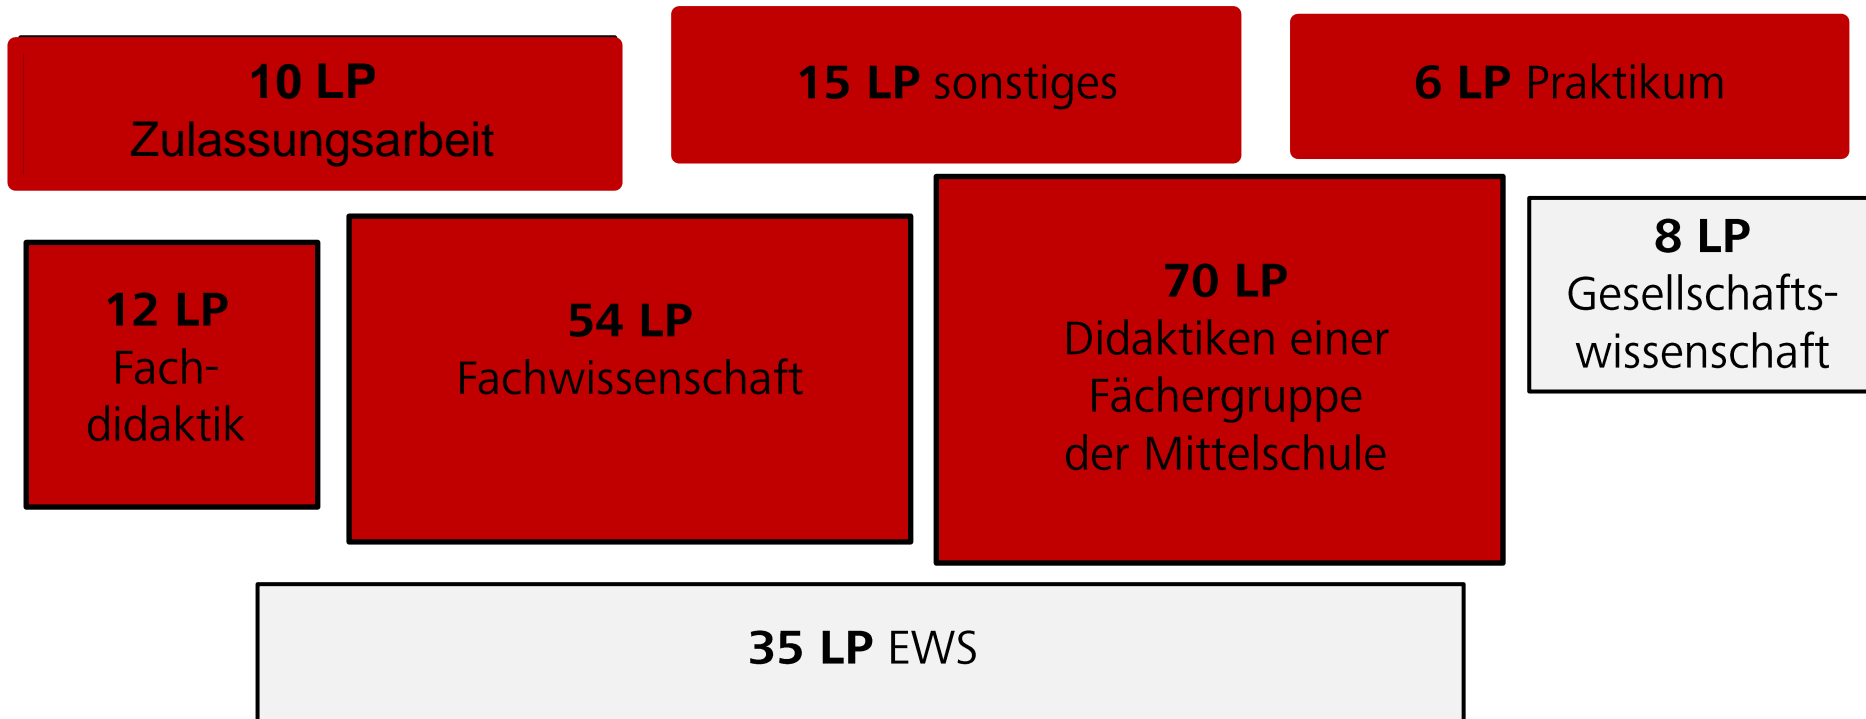 10 LP
Zulassungsarbeit
15 LP sonstiges
6 LP Praktikum
12 LP
Fach-
didaktik
54 LP
Fachwissenschaft
70 LP
Didaktiken einer
Fächergruppe
der Mittelschule
8 LP
Gesellschafts-
wissenschaft
35 LP EWS